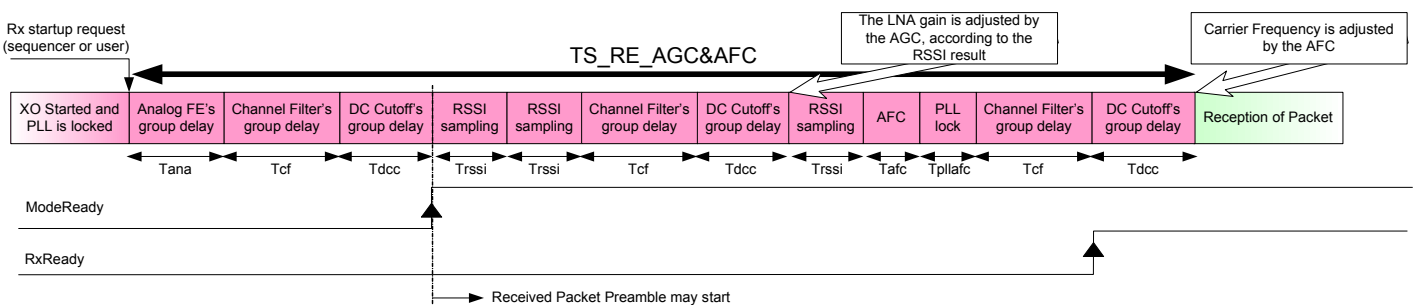 Rx startup request
(sequencer or user)
TS_RE_AGC&AFC
The LNA gain is adjusted by
the AGC, according to the
RSSI result
Carrier Frequency is adjusted
by the AFC
XO Started and
PLL is locked
Analog FE's
group delay
Channel Filter's
group delay
DC Cutoff's
group delay
RSSI
sampling
RSSI
sampling
Channel Filter's
group delay
DC Cutoff's
group delay
RSSI
sampling
AFC
PLL
lock
Channel Filter's
group delay
DC Cutoff's
group delay
Reception of Packet
Tana
Tcf
Tdcc
Trssi
Trssi
Tcf
Tdcc
Trssi
Tafc
Tpllafc
Tcf
Tdcc
ModeReady
RxReady
Received Packet Preamble may start